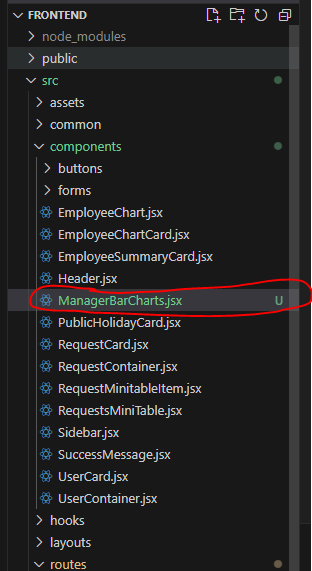 FRONTEND
node_modules
public
src
assets
common
components
buttons
forms
EmployeeChart.jsx
EmployeeChartCard.jsx
EmployeeSummaryCard.jsx
Header.jsx
ManagerBarCharts.jsx U
PublicHolidayCard.jsx
RequestCard.jsx
RequestContainer.jsx
RequestMinitableItem.jsx
RequestsMiniTable.jsx
Sidebar.jsx
SuccessMessage.jsx
UserCard.jsx
UserContainer.jsx
hooks
layouts
routes